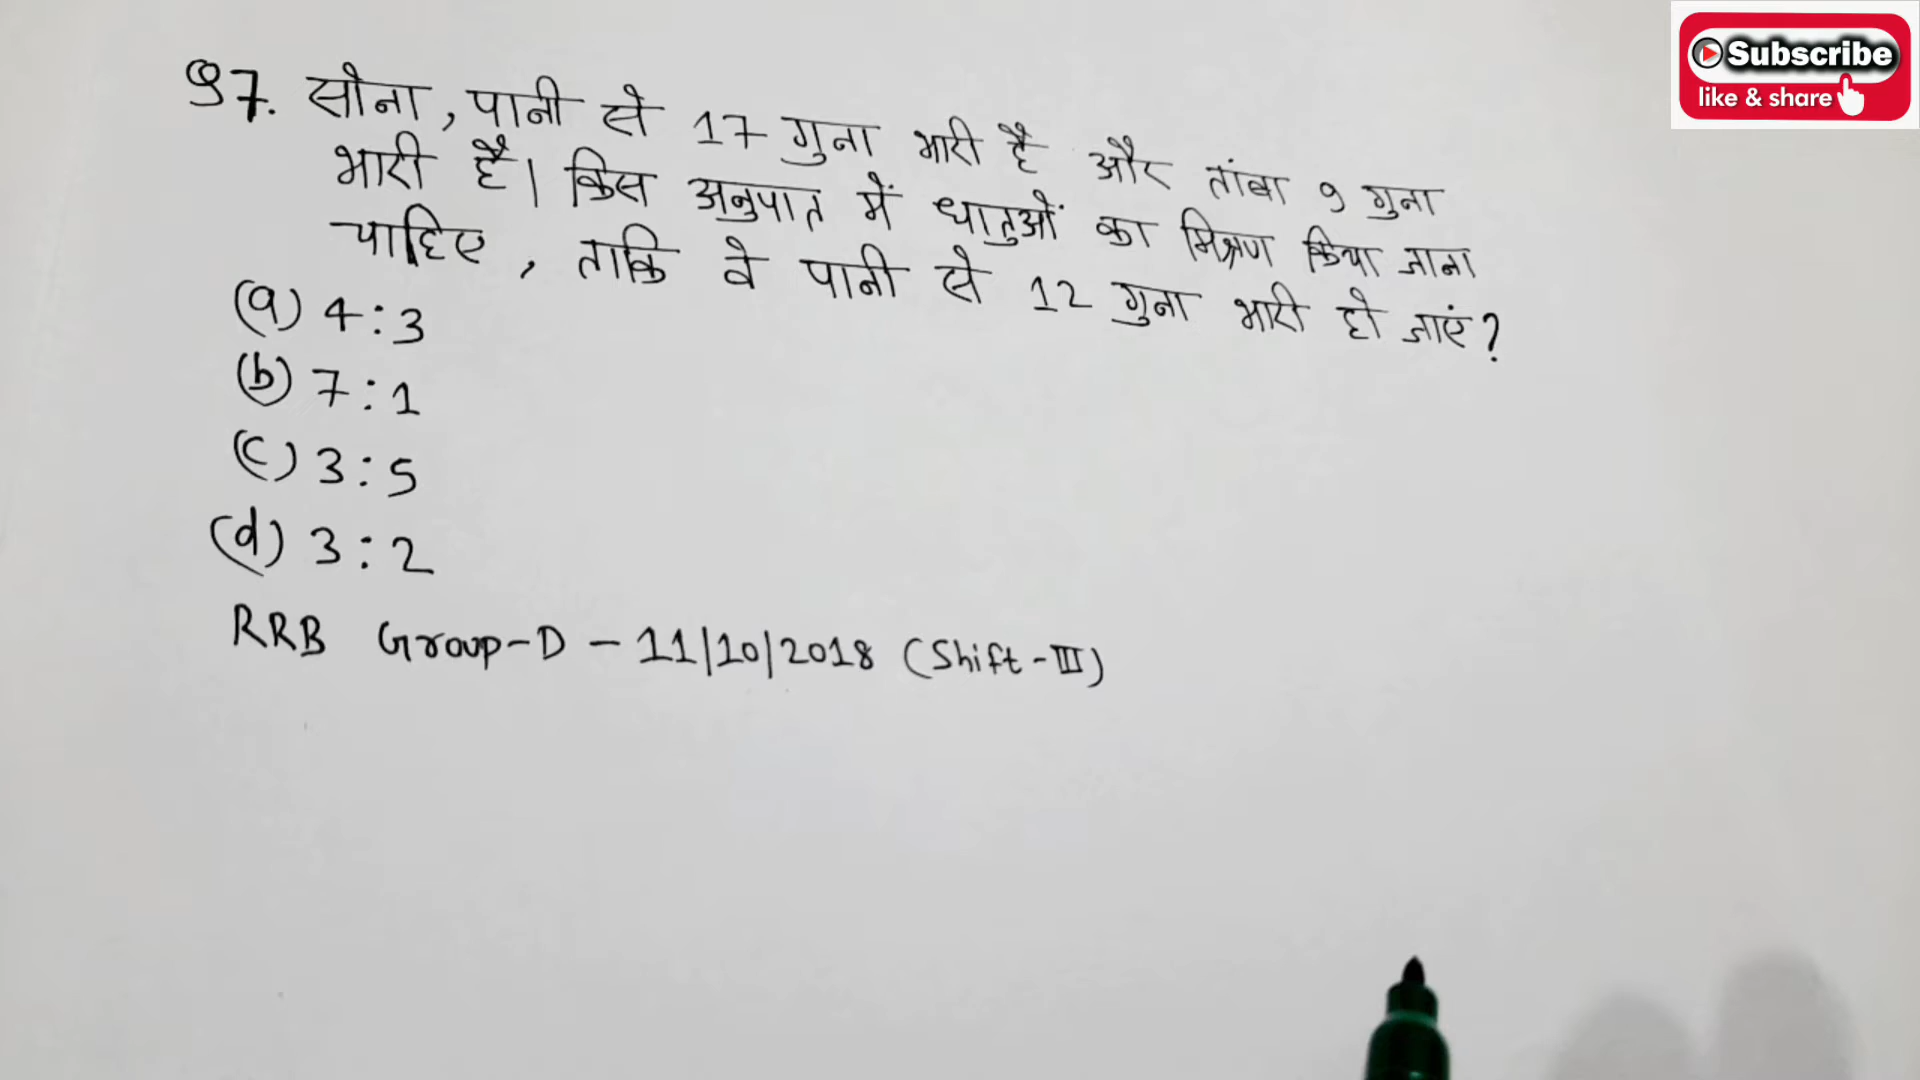 Subscribe
like & share
Q7. सोना, पानी से 17 गुना भारी है और तांबा 9 गुना
भारी है। किस अनुपात में धातुओं का मिश्रण किया जाना
चाहिए, ताकि वे पानी से 12 गुना भारी हो जाएं?
(a) 4:3
(b) 7:1
(c) 3:5
(d) 3:2
RRB Group-D - 11/10/2018 (Shift-III)